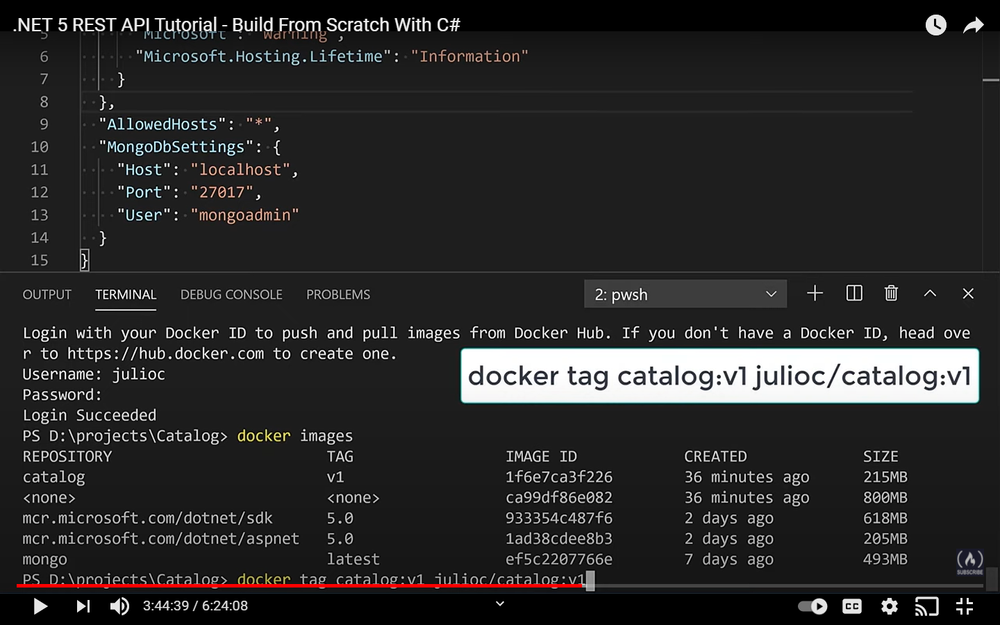 .NET 5 REST API Tutorial - Build From Scratch With C#
5 "Microsoft": "Warning",
6 "Microsoft.Hosting.Lifetime": "Information"
7 }
8 },
9 "AllowedHosts": "*",
10 "MongoDbSettings": {
11 "Host": "localhost",
12 "Port": "27017",
13 "User": "mongoadmin"
14 }
15 }
OUTPUT TERMINAL DEBUG CONSOLE PROBLEMS 2: pwsh
Login with your Docker ID to push and pull images from Docker Hub. If you don't have a Docker ID, head ove
r to https://hub.docker.com to create one.
docker tag catalog:v1 julioc/catalog:v1
Username: julioc
Password:
Login Succeeded
PS D:\projects\Catalog> docker images
REPOSITORY TAG IMAGE ID CREATED SIZE
catalog v1 1f6e7ca3f226 36 minutes ago 215MB
<none> <none> ca99df86e082 36 minutes ago 800MB
mcr.microsoft.com/dotnet/sdk 5.0 933354c487f6 2 days ago 618MB
mcr.microsoft.com/dotnet/aspnet 5.0 1ad38cdee8b3 2 days ago 205MB
mongo latest ef5c2207766e 7 days ago 493MB
PS D:\projects\Catalog> docker tag catalog:v1 julioc/catalog:v1
SUBSCRIBE
3:44:39 / 6:24:08 CC